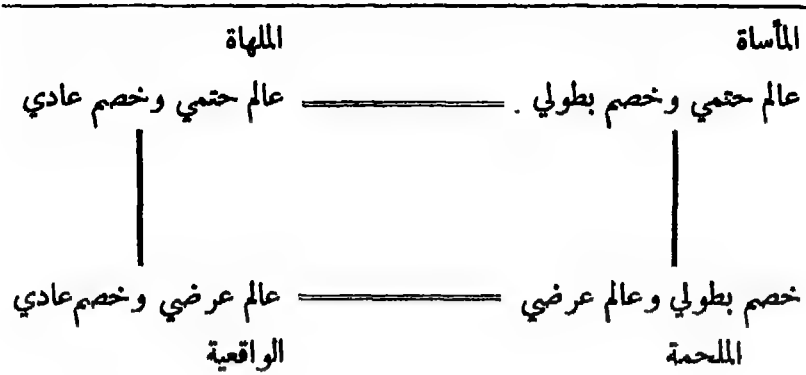 المأساة الملهاة
عالم حتمي وخصم بطولي . عالم حتمي وخصم عادي
خصم بطولي وعالم عرضي عالم عرضي وخصم عادي
الملحمة الواقعية